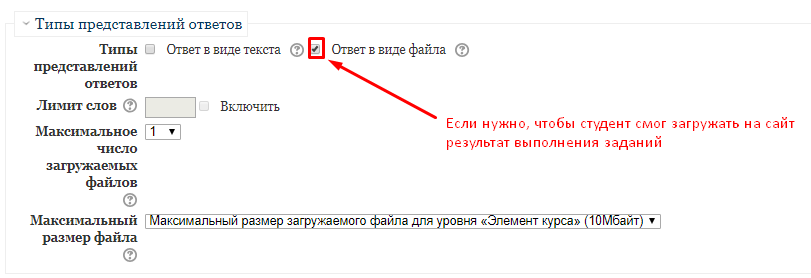 Типы представлений ответов
Типы представлений ответов
Ответ в виде текста
Ответ в виде файла
Если нужно, чтобы студент смог загружать на сайт
результат выполнения заданий
Лимит слов
Включить
Максимальное число загружаемых файлов
1
Максимальный размер файла
Максимальный размер загружаемого файла для уровня «Элемент курса» (10Мбайт)